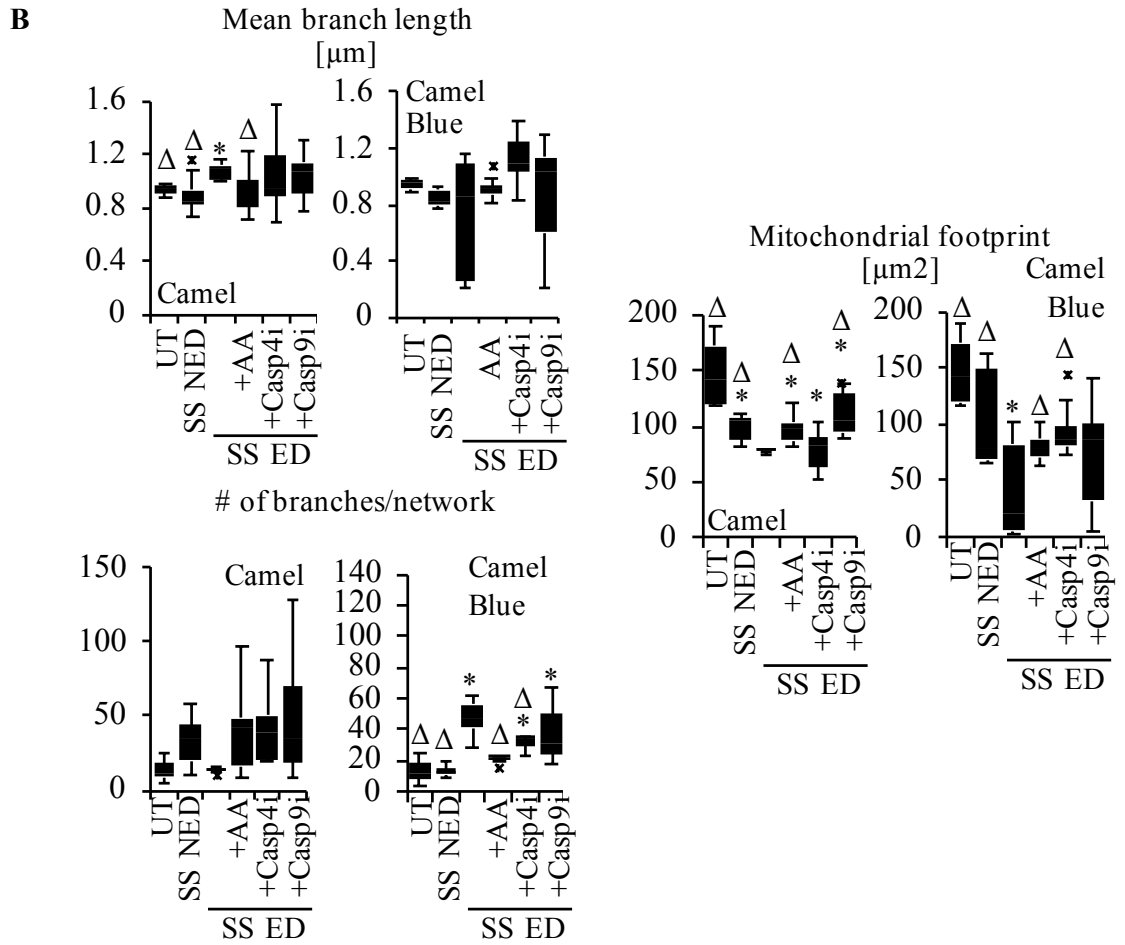 B
Mean branch length
[µm]
1.6
1.2
0.8
0.4
0
Δ
Δ
*
Δ
Camel
UT
SS NED
+AA
+Casp4i
+Casp9i
SS ED
1.6
1.2
0.8
0.4
0
Camel
Blue
UT
SS NED
AA
+Casp4i
+Casp9i
SS ED
# of branches/network
150
100
50
0
Camel
UT
SS NED
+AA
+Casp4i
+Casp9i
SS ED
140
120
100
80
60
40
20
0
Camel
Blue
Δ
Δ
*
Δ
Δ
*
*
UT
SS NED
+AA
+Casp4i
+Casp9i
SS ED
Mitochondrial footprint
[µm2]
200
150
100
50
0
Δ
Δ
*
Δ
*
*
Δ
*
Camel
UT
SS NED
+AA
+Casp4i
+Casp9i
SS ED
200
150
100
50
0
Camel
Blue
Δ
Δ
*
Δ
Δ
UT
SS NED
+AA
+Casp4i
+Casp9i
SS ED